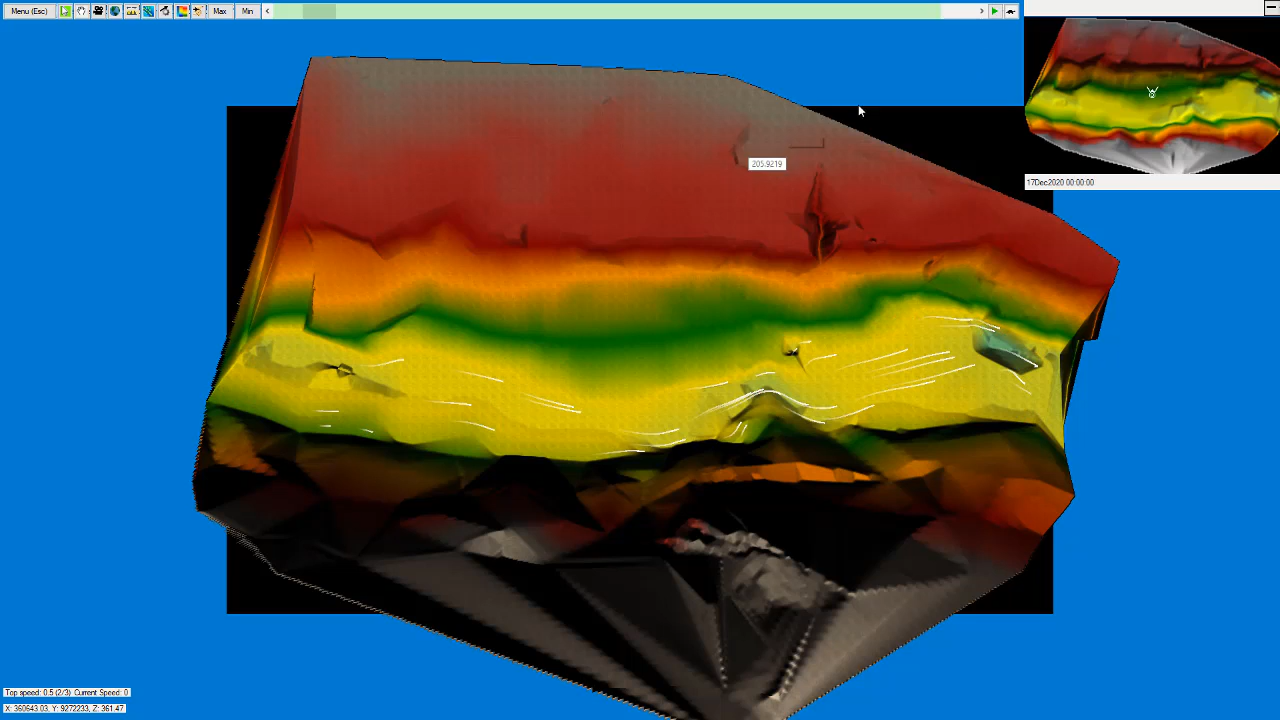 Menu (Esc)
Max
Min
17Dec2020 00:00:00
205.9219
Top speed: 0.5 (2/3) Current Speed: 0
X: 360643.03, Y: 9272233, Z: 361.47